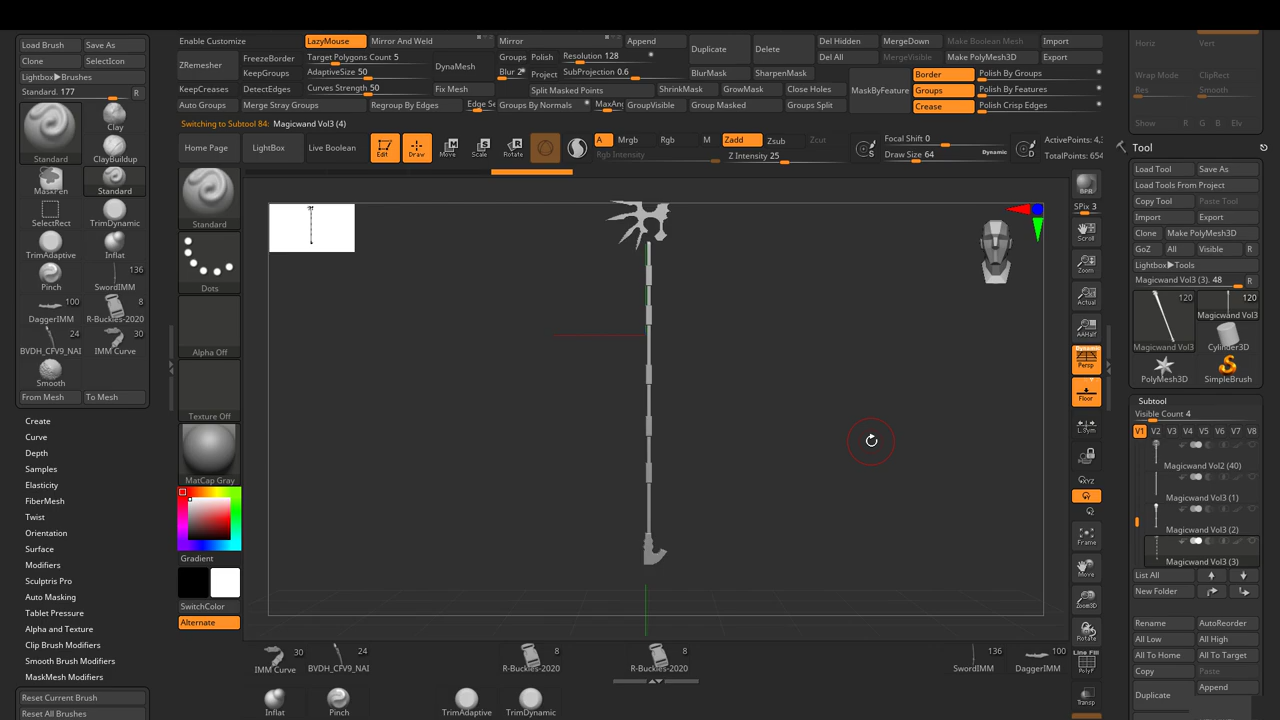 Load Brush Save As
Clone SelectIcon
Lightbox▶Brushes
Standard. 177 R
Standard
Clay
ClayBuildup
MaskPen Standard
SelectRect TrimDynamic
TrimAdaptive Inflat
136
Pinch SwordIMM
100 8
DaggerIMM R-Buckles-2020
24 30
BVDH_CFV9_NAI IMM Curve
Smooth
From Mesh To Mesh
Create
Curve
Depth
Samples
Elasticity
FiberMesh
Twist
Orientation
Surface
Modifiers
Sculptris Pro
Auto Masking
Tablet Pressure
Alpha and Texture
Clip Brush Modifiers
Smooth Brush Modifiers
MaskMesh Modifiers
Reset Current Brush
Reset All Brushes
Enable Customize LazyMouse Mirror And Weld Mirror Append Duplicate Delete Del Hidden MergeDown Make Boolean Mesh Import
ZRemesher FreezeBorder Target Polygons Count 5 DynaMesh Groups Polish Resolution 128 Del All MergeVisible Make PolyMesh3D Export
KeepGroups AdaptiveSize 50 Blur 2 Project SubProjection 0.6 BlurMask SharpenMask MaskByFeature Border Polish By Groups
KeepCreases DetectEdges Curves Strength 50 Fix Mesh Split Masked Points ShrinkMask GrowMask Close Holes Groups Polish By Features
Auto Groups Merge Stray Groups Regroup By Edges Edge Se Groups By Normals MaxAng GroupVisible Group Masked Groups Split Crease Polish Crisp Edges
Switching to Subtool 84: Magicwand Vol3 (4)
Home Page LightBox Live Boolean Edit Draw Move Scale Rotate A Mrgb Rgb M Zadd Zsub Zcut
Rgb Intensity Z Intensity 25
S Focal Shift 0
Draw Size 64 Dynamic
D ActivePoints: 4,
TotalPoints: 654
Standard
Dots
Alpha Off
Texture Off
MatCap Gray
Gradient
SwitchColor
Alternate
BPR
SPix 3
Scroll
Zoom
Actual
AAHalf
Dynamic
Persp
Floor
L.Sym
Frame
Move
Zoom3D
Rotate
Line Fill
PolyF
Transp
30 24 8 8 136 100
IMM Curve BVDH_CFV9_NAI R-Buckles-2020 R-Buckles-2020 SwordIMM DaggerIMM
Inflat Pinch TrimAdaptive TrimDynamic
Horiz Vert
Wrap Mode ClipRect
Res Smooth
Show R G B Elv
Tool
Load Tool Save As
Load Tools From Project
Copy Tool Paste Tool
Import Export
Clone Make PolyMesh3D
GoZ All Visible R
Lightbox▶Tools
Magicwand Vol3 (3). 48 R
120 120
Magicwand Vol3
Magicwand Vol3 Cylinder3D
PolyMesh3D SimpleBrush
Subtool
Visible Count 4
V1 V2 V3 V4 V5 V6 V7 V8
Magicwand Vol2 (40)
Magicwand Vol3 (1)
Magicwand Vol3 (2)
Magicwand Vol3 (3)
List All
New Folder
Rename AutoReorder
All Low All High
All To Home All To Target
Copy Paste
Duplicate Append